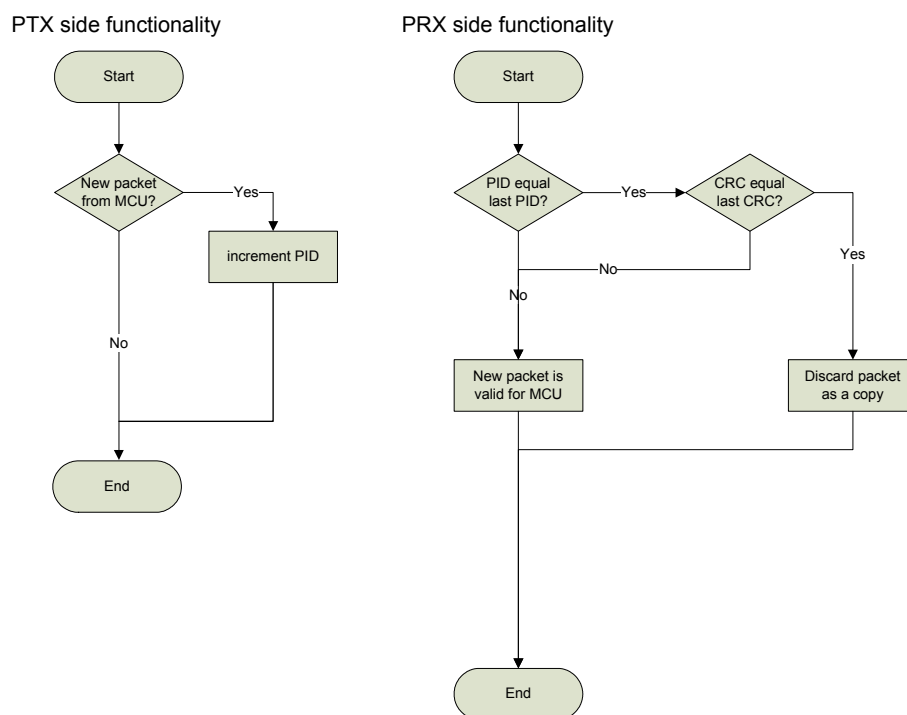 PTX side functionality
Start
New packet
from MCU?
Yes
increment PID
No
End
PRX side functionality
Start
PID equal
last PID?
Yes
CRC equal
last CRC?
No
Yes
No
New packet is
valid for MCU
Discard packet
as a copy
End